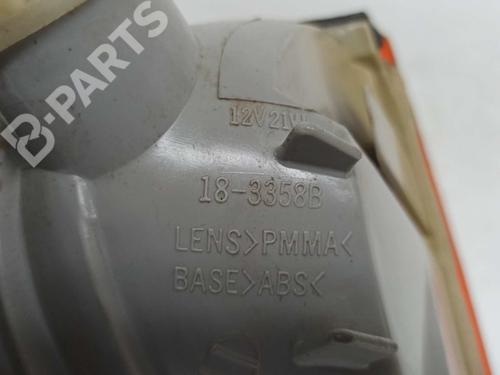 B-PARTS
12V21W
18-3358B
LENS>PMMA<
BASE>ABS<